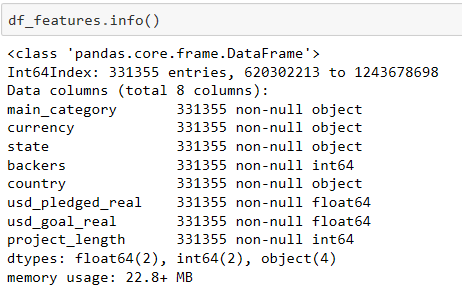 df_features.info()
<class 'pandas.core.frame.DataFrame'>
Int64Index: 331355 entries, 620302213 to 1243678698
Data columns (total 8 columns):
main_category       331355 non-null object
currency            331355 non-null object
state               331355 non-null object
backers             331355 non-null int64
country             331355 non-null object
usd_pledged_real    331355 non-null float64
usd_goal_real       331355 non-null float64
project_length      331355 non-null int64
dtypes: float64(2), int64(2), object(4)
memory usage: 22.8+ MB